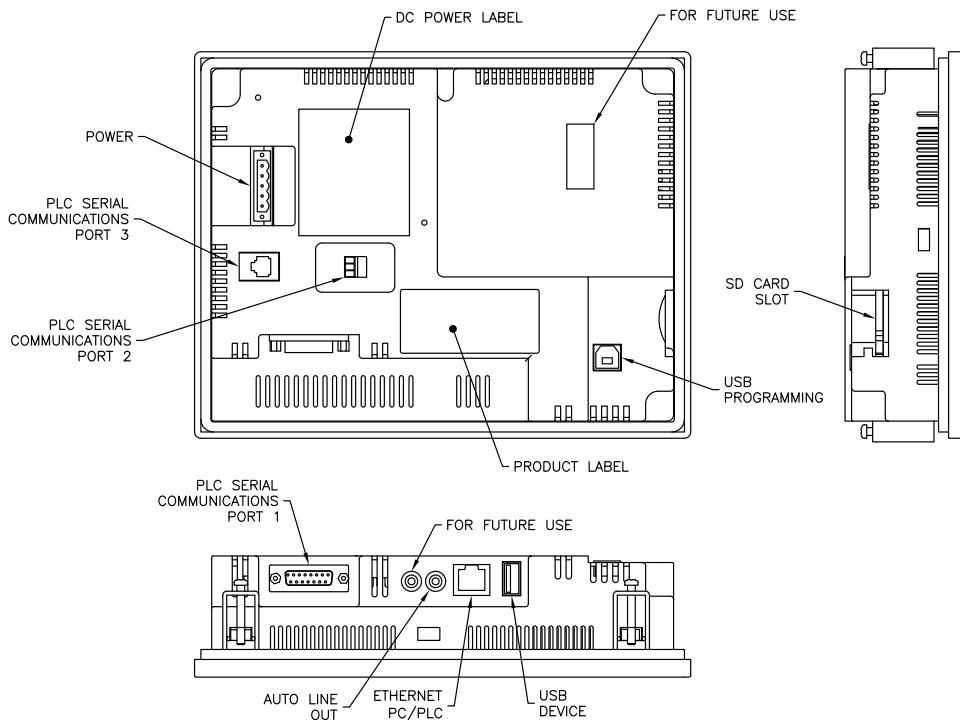 DC POWER LABEL
FOR FUTURE USE
POWER
PLC SERIAL
COMMUNICATIONS
PORT 3
SD CARD
SLOT
PLC SERIAL
COMMUNICATIONS
PORT 2
USB
PROGRAMMING
PRODUCT LABEL
PLC SERIAL
COMMUNICATIONS
PORT 1
FOR FUTURE USE
AUTO LINE
OUT
ETHERNET
PC/PLC
USB
DEVICE